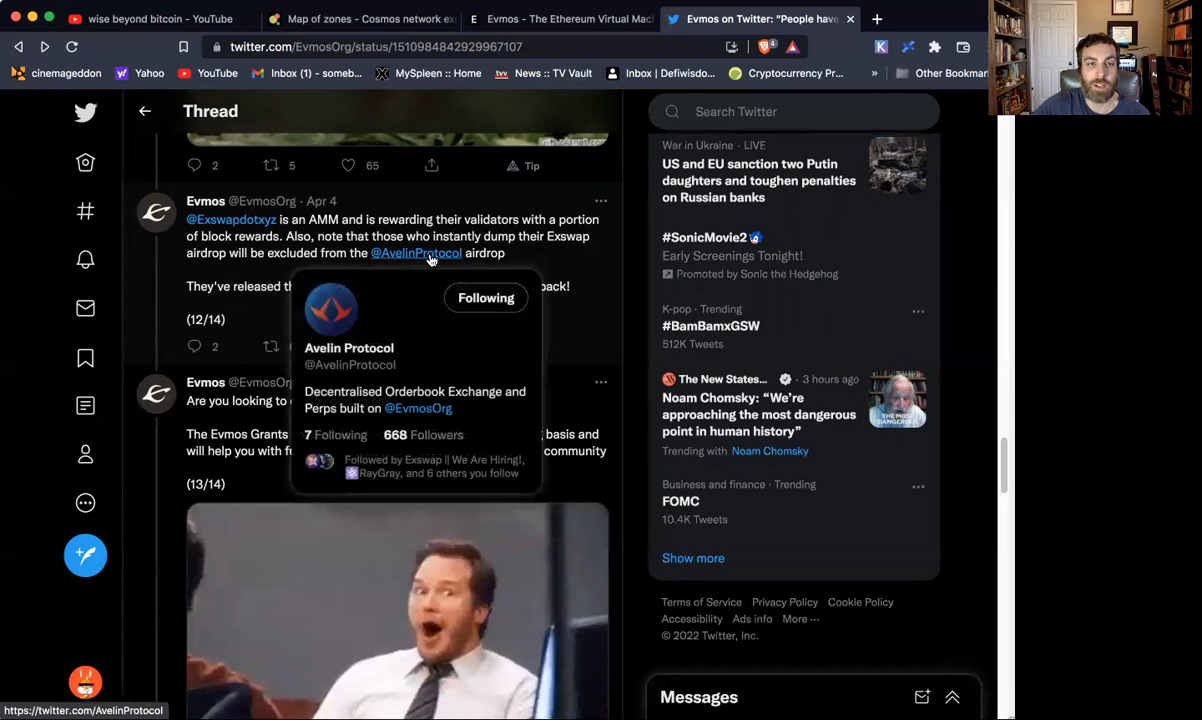 wise beyond bitcoin - YouTube
Map of zones - Cosmos network ex
Evmos - The Ethereum Virtual Mac
Evmos on Twitter: "People have
twitter.com/EvmosOrg/status/1510984842929967107
4
cinemageddon
Yahoo
YouTube
Inbox (1) - someb...
MySpleen :: Home
News :: TV Vault
Inbox | Defiwisdo...
Cryptocurrency Pr...
»
Other Bookmar
Thread
Search Twitter
2
5
65
Tip
Evmos @EvmosOrg · Apr 4
@Exswapdotxyz is an AMM and is rewarding their validators with a portion
of block rewards. Also, note that those who instantly dump their Exswap
airdrop will be excluded from the @AvelinProtocol airdrop
They've released th
back!
(12/14)
2
Following
Avelin Protocol
@AvelinProtocol
Decentralised Orderbook Exchange and
Perps built on @EvmosOrg
7 Following 668 Followers
Followed by Exswap || We Are Hiring!,
RayGray, and 6 others you follow
Evmos @EvmosOrg
Are you looking to
The Evmos Grants
basis and
will help you with fu
community
(13/14)
War in Ukraine · LIVE
US and EU sanction two Putin
daughters and toughen penalties
on Russian banks
#SonicMovie2
Early Screenings Tonight!
Promoted by Sonic the Hedgehog
K-pop · Trending
#BamBamxGSW
512K Tweets
The New States... · 3 hours ago
Noam Chomsky: “We’re
approaching the most dangerous
point in human history”
Trending with Noam Chomsky
THE MOST
Business and finance · Trending
FOMC
10.4K Tweets
Show more
Terms of Service Privacy Policy Cookie Policy
Accessibility Ads info More ···
© 2022 Twitter, Inc.
Messages
https://twitter.com/AvelinProtocol